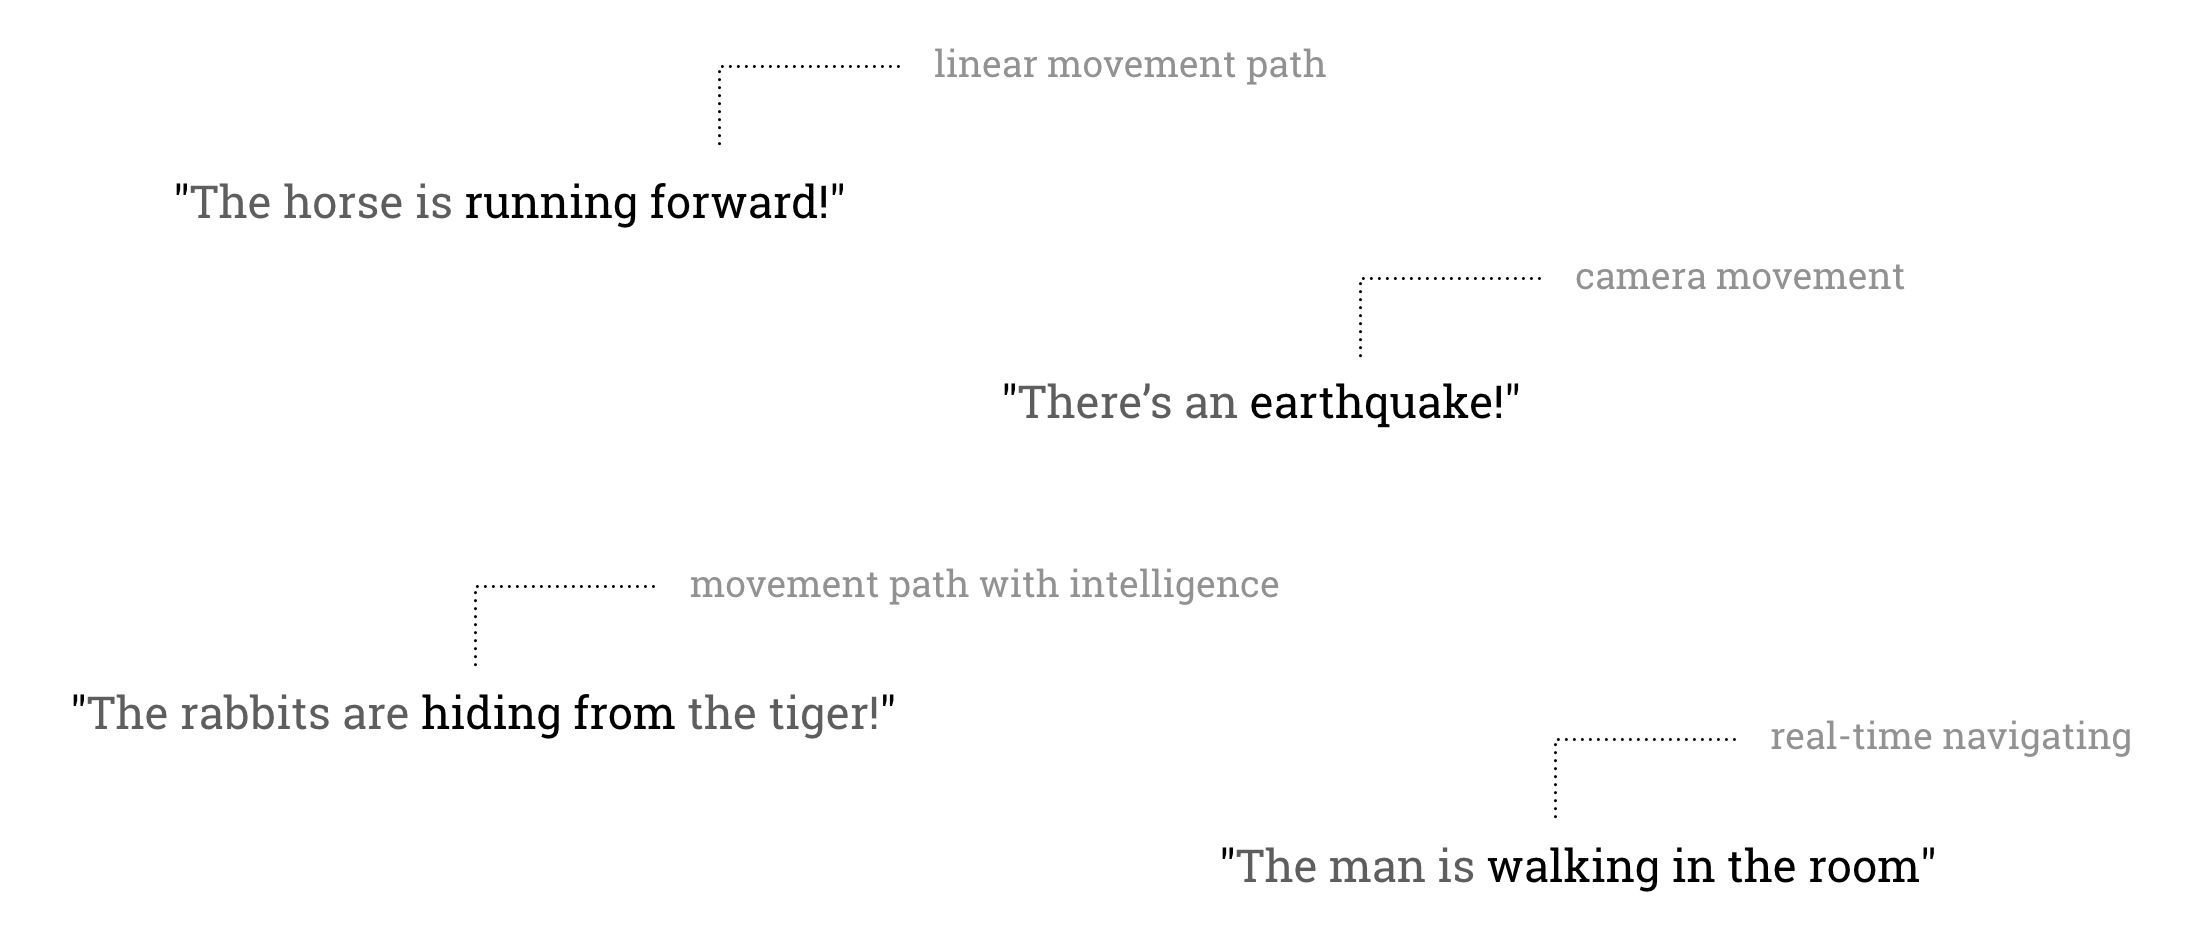 linear movement path
"The horse is running forward!"
camera movement
"There’s an earthquake!"
movement path with intelligence
"The rabbits are hiding from the tiger!"
real-time navigating
"The man is walking in the room"